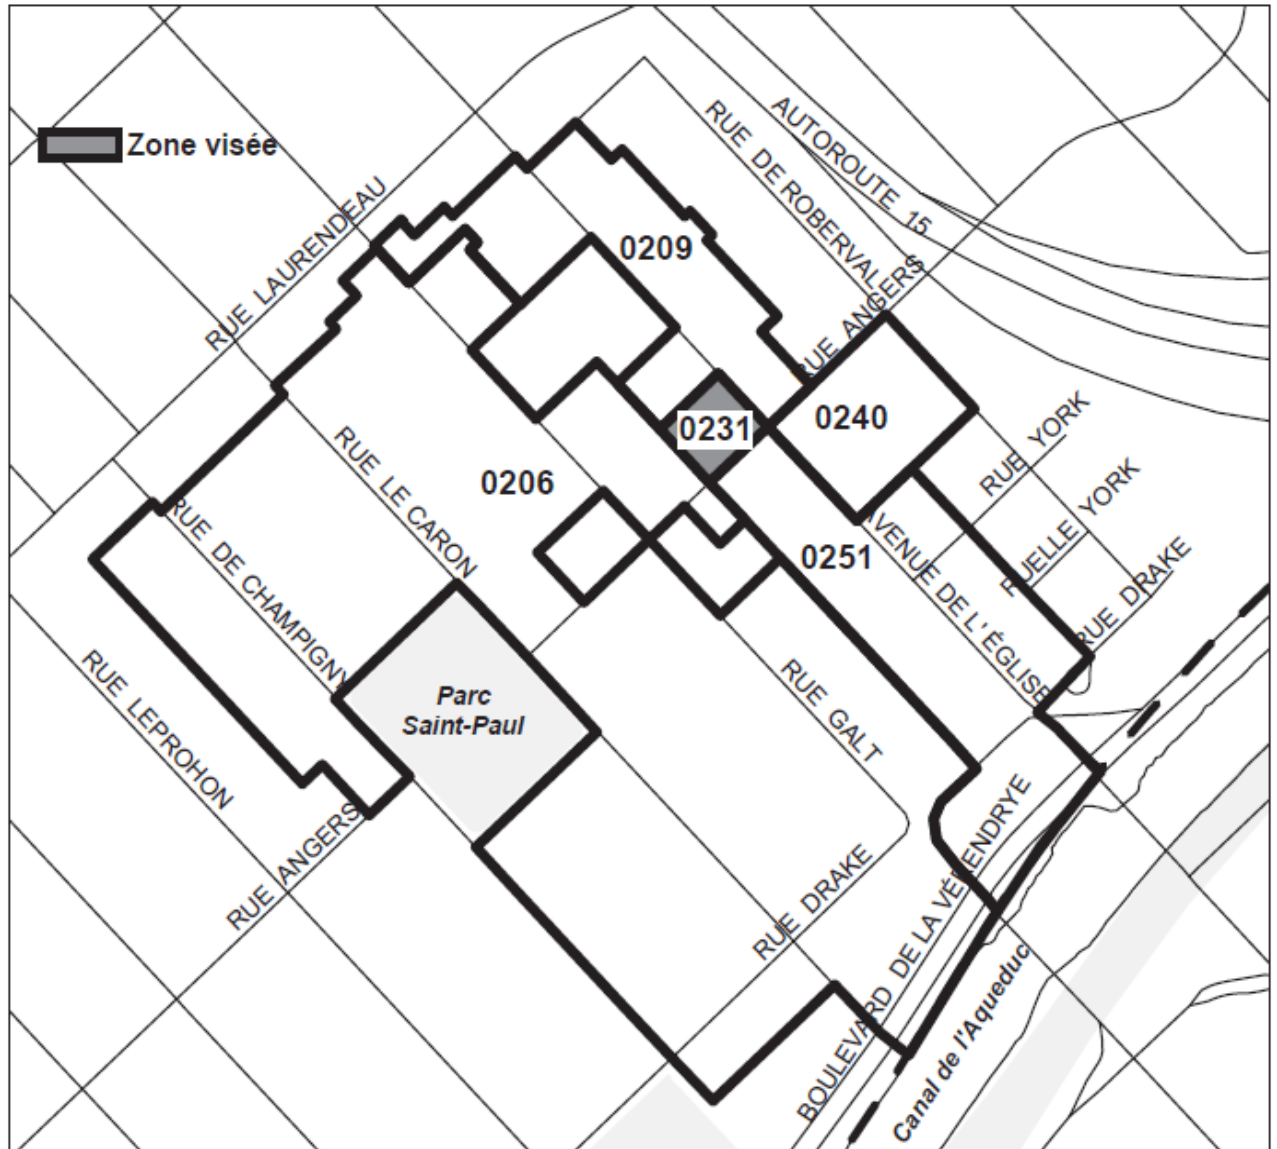 Zone visée
AUTOROUTE 15
RUE DE ROBERVAL
RUE LAURENDEAU
0209
RUE ANGERS
0240
0231
RUE YORK
RUE LE CARON
0206
RUELLE YORK
RUE DE CHAMPIGNY
AVENUE DE L'ÉGLISE
0251
RUE DRAKE
RUE LEPROHON
Parc
Saint-Paul
RUE GALT
RUE ANGERS
RUE DRAKE
BOULEVARD DE LA VÉRENDRYE
Canal de l'Aqueduc